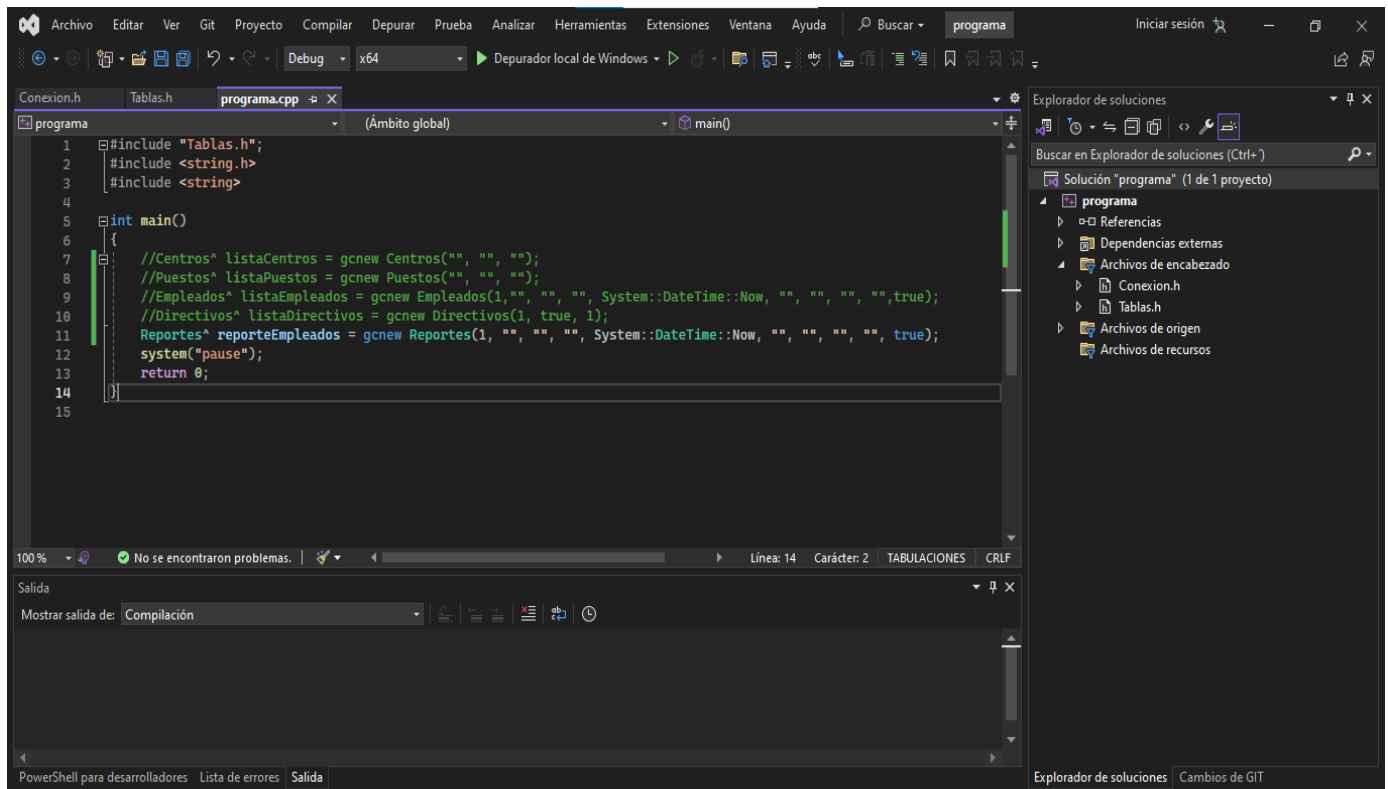 Archivo Editar Ver Git Proyecto Compilar Depurar Prueba Analizar Herramientas Extensiones Ventana Ayuda Buscar programa Iniciar sesión
Debug x64 Depurador local de Windows
Conexion.h Tablas.h programa.cpp
programa (Ámbito global) main()
1 #include "Tablas.h";
2 #include <string.h>
3 #include <string>
4
5 int main()
6 {
7 //Centros^ listaCentros = gcnew Centros("", "", "");
8 //Puestos^ listaPuestos = gcnew Puestos("", "", "");
9 //Empleados^ listaEmpleados = gcnew Empleados(1,"", "", "", System::DateTime::Now, "", "", "", "",true);
10 //Directivos^ listaDirectivos = gcnew Directivos(1, true, 1);
11 Reportes^ reporteEmpleados = gcnew Reportes(1, "", "", "", System::DateTime::Now, "", "", "", "", true);
12 system("pause");
13 return 0;
14 }
15
100 % No se encontraron problemas. Línea: 14 Carácter: 2 TABULACIONES CRLF
Salida
Mostrar salida de: Compilación
PowerShell para desarrolladores Lista de errores Salida
Explorador de soluciones
Buscar en Explorador de soluciones (Ctrl+´)
Solución "programa" (1 de 1 proyecto)
programa
Referencias
Dependencias externas
Archivos de encabezado
Conexion.h
Tablas.h
Archivos de origen
Archivos de recursos
Explorador de soluciones Cambios de GIT